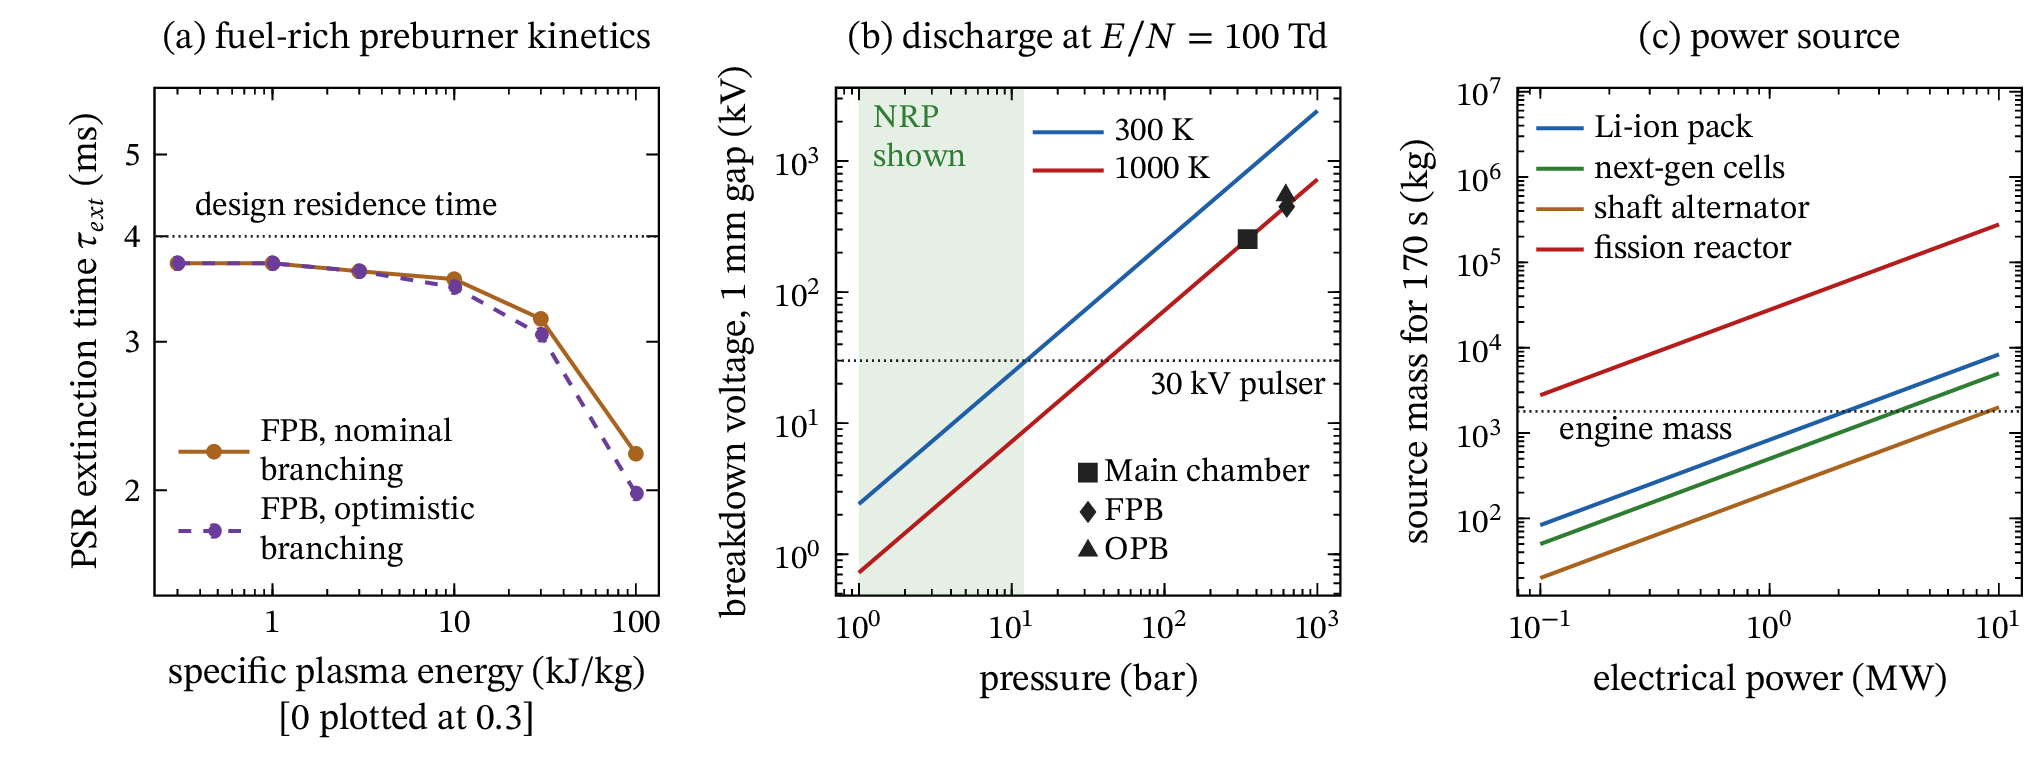 (a) fuel-rich preburner kinetics
PSR extinction time τ_ext (ms)
5
4
3
2
design residence time
FPB, nominal
branching
FPB, optimistic
branching
1 10 100
specific plasma energy (kJ/kg)
[0 plotted at 0.3]
(b) discharge at E/N = 100 Td
breakdown voltage, 1 mm gap (kV)
10³
10²
10¹
10⁰
NRP
shown
300 K
1000 K
30 kV pulser
Main chamber
FPB
OPB
10⁰ 10¹ 10² 10³
pressure (bar)
(c) power source
source mass for 170 s (kg)
10⁷
10⁶
10⁵
10⁴
10³
10²
Li-ion pack
next-gen cells
shaft alternator
fission reactor
engine mass
10⁻¹ 10⁰ 10¹
electrical power (MW)